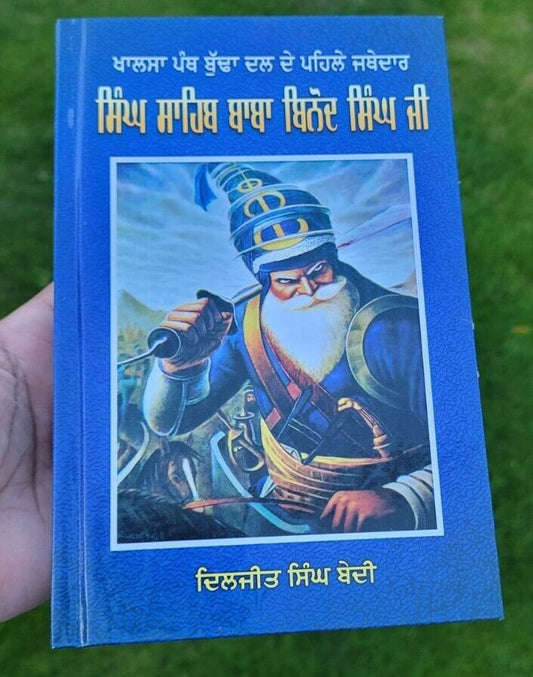 ਖਾਲਸਾ ਪੰਥ ਬੁੱਢਾ ਦਲ ਦੇ ਪਹਿਲੇ ਜਥੇਦਾਰ
ਸਿੰਘ ਸਾਹਿਬ ਬਾਬਾ ਬਿਨੋਦ ਸਿੰਘ ਜੀ
ਦਿਲਜੀਤ ਸਿੰਘ ਬੇਦੀ